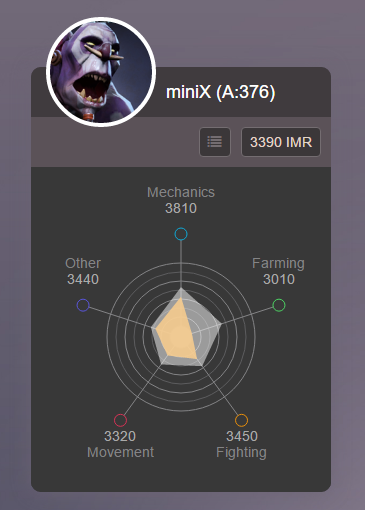 miniX (A:376)
3390 IMR
Mechanics
3810
Other
3440
Farming
3010
3320
Movement
3450
Fighting